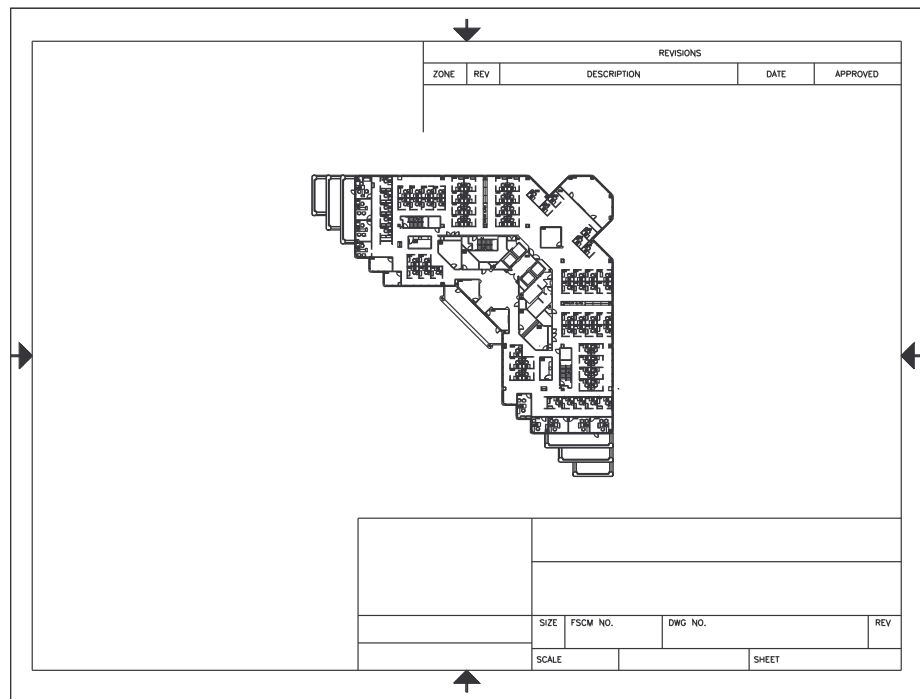 REVISIONS
ZONE REV DESCRIPTION DATE APPROVED
SIZE FSCM NO. DWG NO. REV
SCALE SHEET